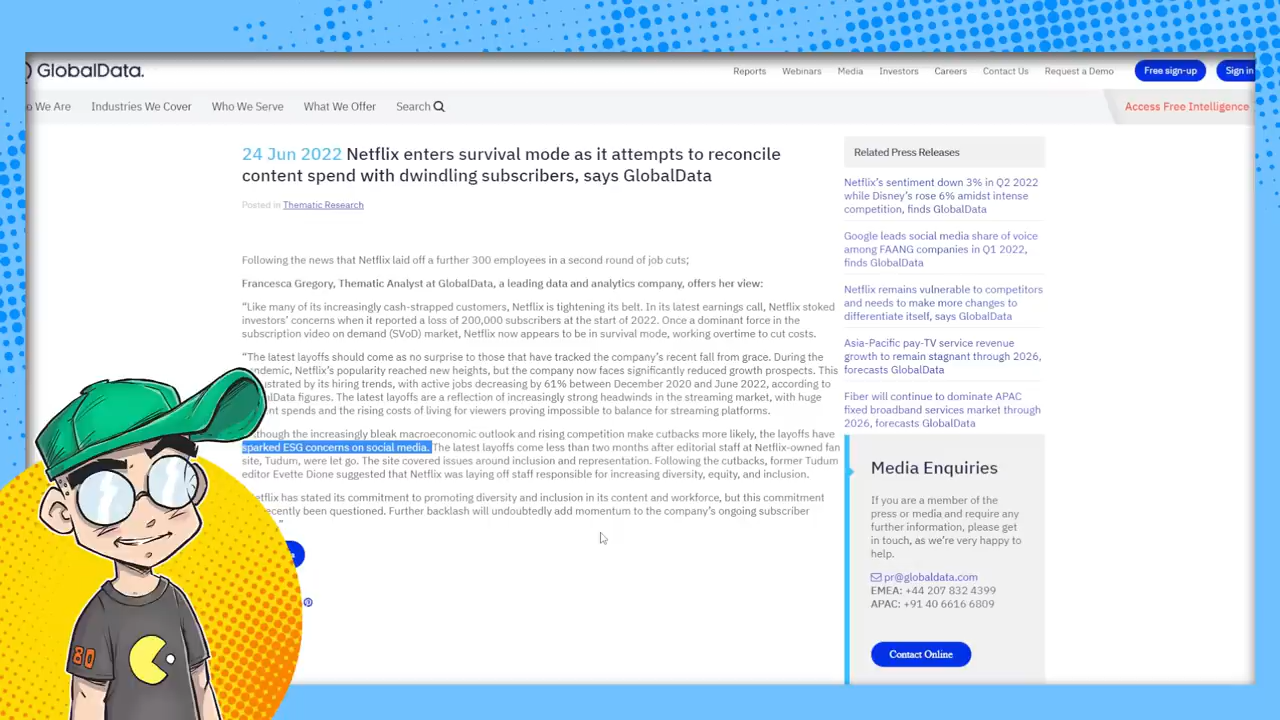 GlobalData.
Reports Webinars Media Investors Careers Contact Us Request a Demo Free sign-up Sign in
We Are Industries We Cover Who We Serve What We Offer Search
Access Free Intelligence
24 Jun 2022 Netflix enters survival mode as it attempts to reconcile
content spend with dwindling subscribers, says GlobalData
Posted in Thematic Research
Following the news that Netflix laid off a further 300 employees in a second round of job cuts;
Francesca Gregory, Thematic Analyst at GlobalData, a leading data and analytics company, offers her view:
“Like many of its increasingly cash-strapped customers, Netflix is tightening its belt. In its latest earnings call, Netflix stoked
investors’ concerns when it reported a loss of 200,000 subscribers at the start of 2022. Once a dominant force in the
subscription video on demand (SVoD) market, Netflix now appears to be in survival mode, working overtime to cut costs.
“The latest layoffs should come as no surprise to those that have tracked the company’s recent fall from grace. During the
endemic, Netflix’s popularity reached new heights, but the company now faces significantly reduced growth prospects. This
ustrated by its hiring trends, with active jobs decreasing by 61% between December 2020 and June 2022, according to
alData figures. The latest layoffs are a reflection of increasingly strong headwinds in the streaming market, with huge
nt spends and the rising costs of living for viewers proving impossible to balance for streaming platforms.
though the increasingly bleak macroeconomic outlook and rising competition make cutbacks more likely, the layoffs have
sparked ESG concerns on social media. The latest layoffs come less than two months after editorial staff at Netflix-owned fan
site, Tudum, were let go. The site covered issues around inclusion and representation. Following the cutbacks, former Tudum
editor Evette Dione suggested that Netflix was laying off staff responsible for increasing diversity, equity, and inclusion.
etflix has stated its commitment to promoting diversity and inclusion in its content and workforce, but this commitment
ecently been questioned. Further backlash will undoubtedly add momentum to the company’s ongoing subscriber
.”
Related Press Releases
Netflix’s sentiment down 3% in Q2 2022
while Disney’s rose 6% amidst intense
competition, finds GlobalData
Google leads social media share of voice
among FAANG companies in Q1 2022,
finds GlobalData
Netflix remains vulnerable to competitors
and needs to make more changes to
differentiate itself, says GlobalData
Asia-Pacific pay-TV service revenue
growth to remain stagnant through 2026,
forecasts GlobalData
Fiber will continue to dominate APAC
fixed broadband services market through
2026, forecasts GlobalData
Media Enquiries
If you are a member of the
press or media and require any
further information, please get
in touch, as we’re very happy to
help.
pr@globaldata.com
EMEA: +44 207 832 4399
APAC: +91 40 6616 6809
Contact Online
80